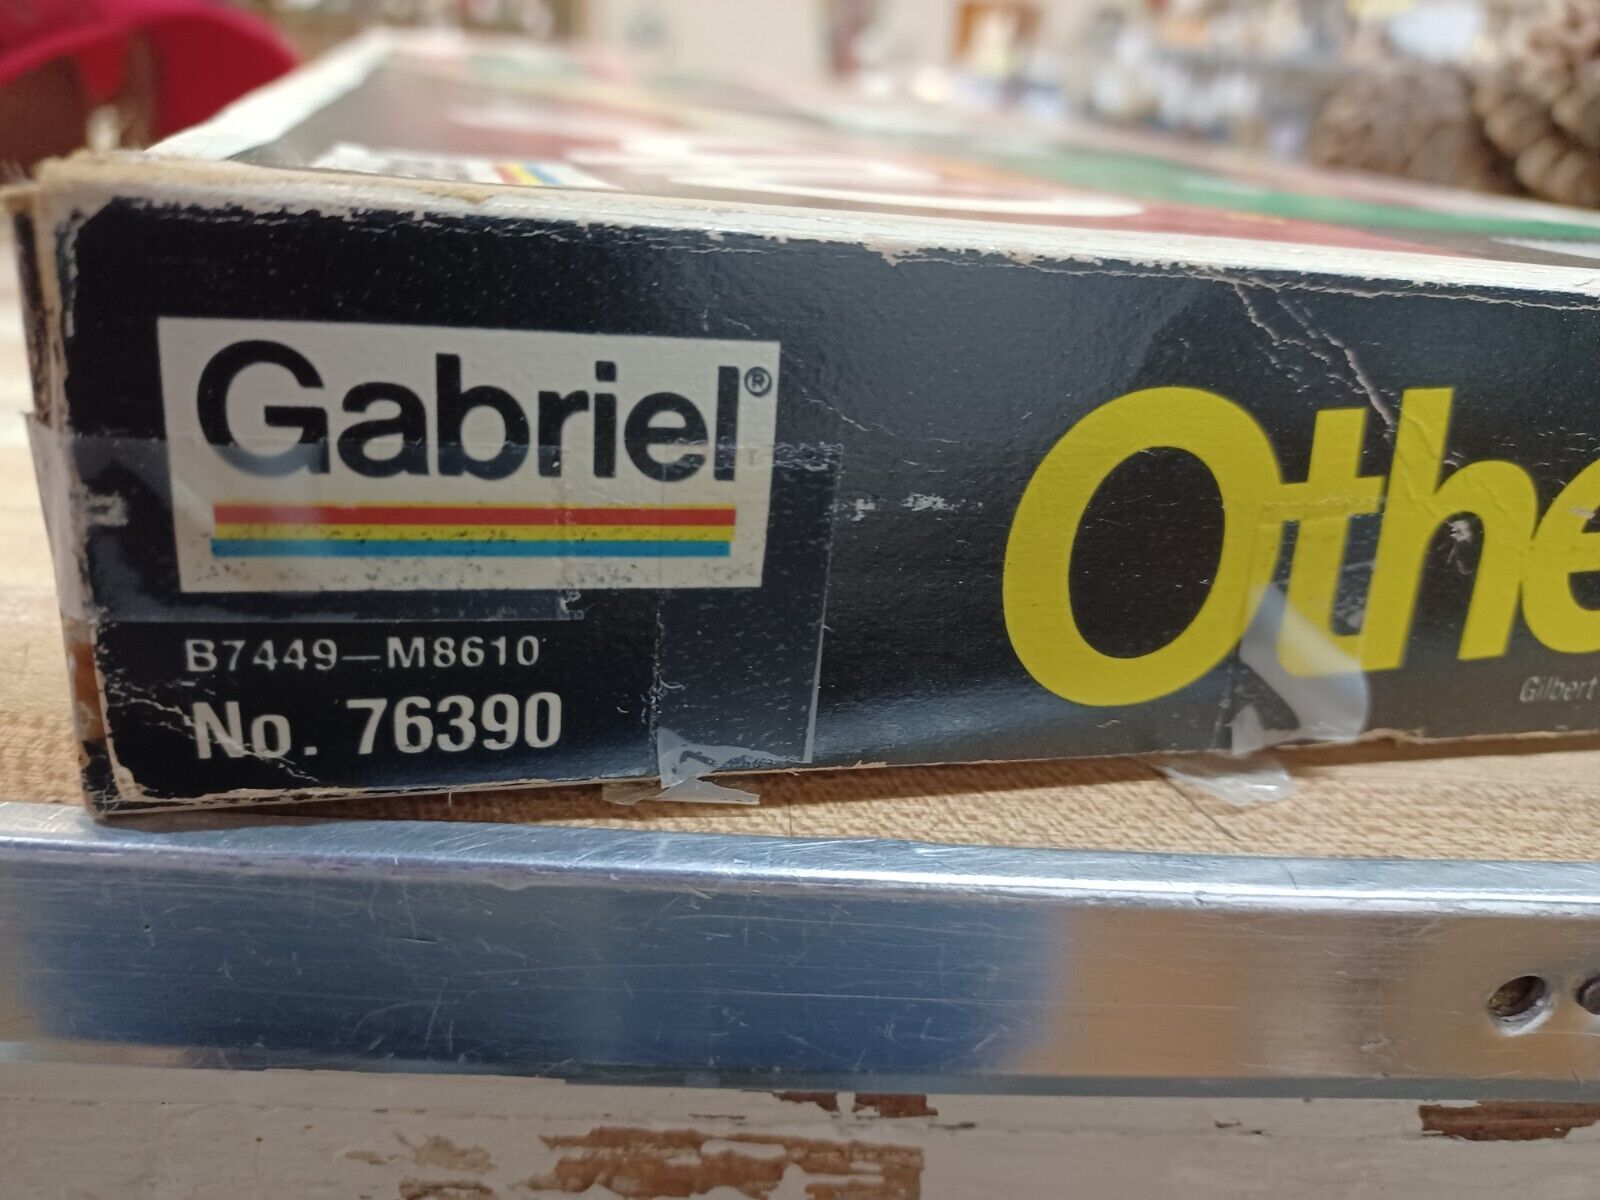 Gabriel®
B7449—M8610
No. 76390
Othe
Gilbert